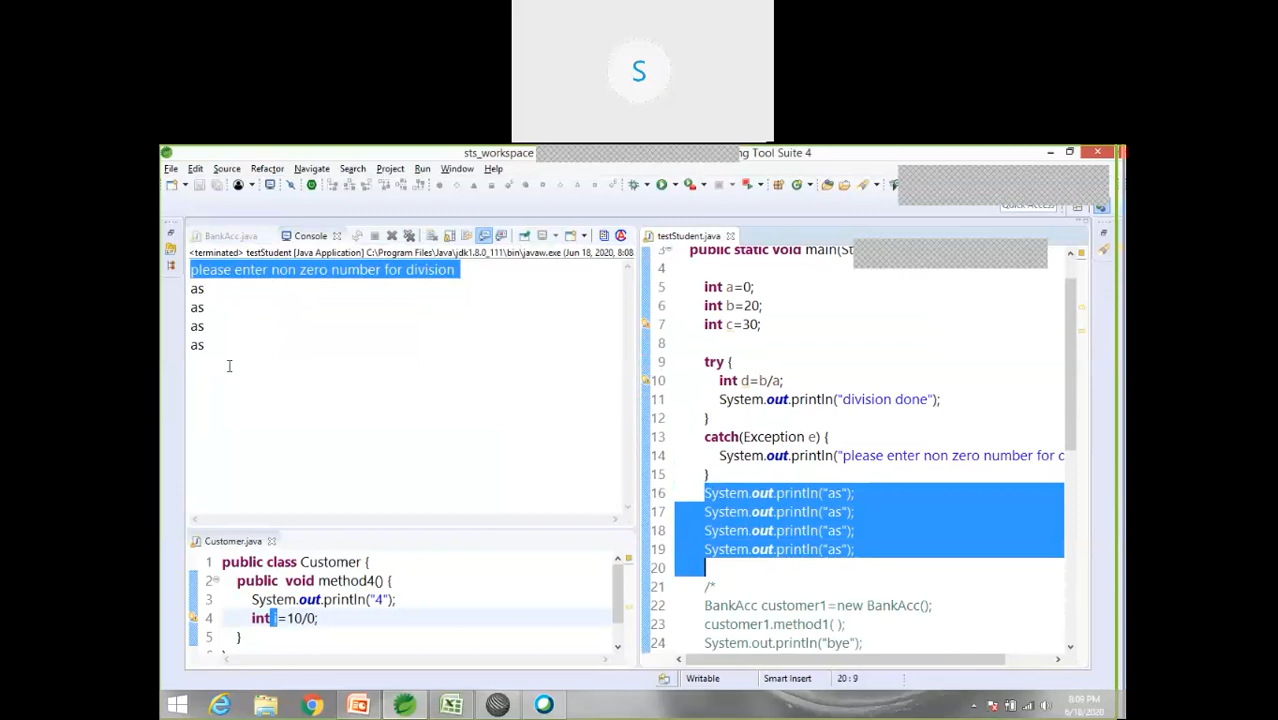 S
sts_workspace
ng Tool Suite 4
File Edit Source Refactor Navigate Search Project Run Window Help
Quick Access
BankAcc.java Console
<terminated> testStudent [Java Application] C:\Program Files\Java\jdk1.8.0_111\bin\javaw.exe (Jun 18, 2020, 8:08
please enter non zero number for division
as
as
as
as
Customer.java
1 public class Customer {
2 public void method4() {
3 System.out.println("4");
4 int i=10/0;
5 }
testStudent.java
3 public static void main(St
4
5 int a=0;
6 int b=20;
7 int c=30;
8
9 try {
10 int d=b/a;
11 System.out.println("division done");
12 }
13 catch(Exception e) {
14 System.out.println("please enter non zero number for d
15 }
16 System.out.println("as");
17 System.out.println("as");
18 System.out.println("as");
19 System.out.println("as");
20
21 /*
22 BankAcc customer1=new BankAcc();
23 customer1.method1( );
24 System.out.println("bye");
Writable Smart Insert 20 : 9
8:09 PM
6/18/2020